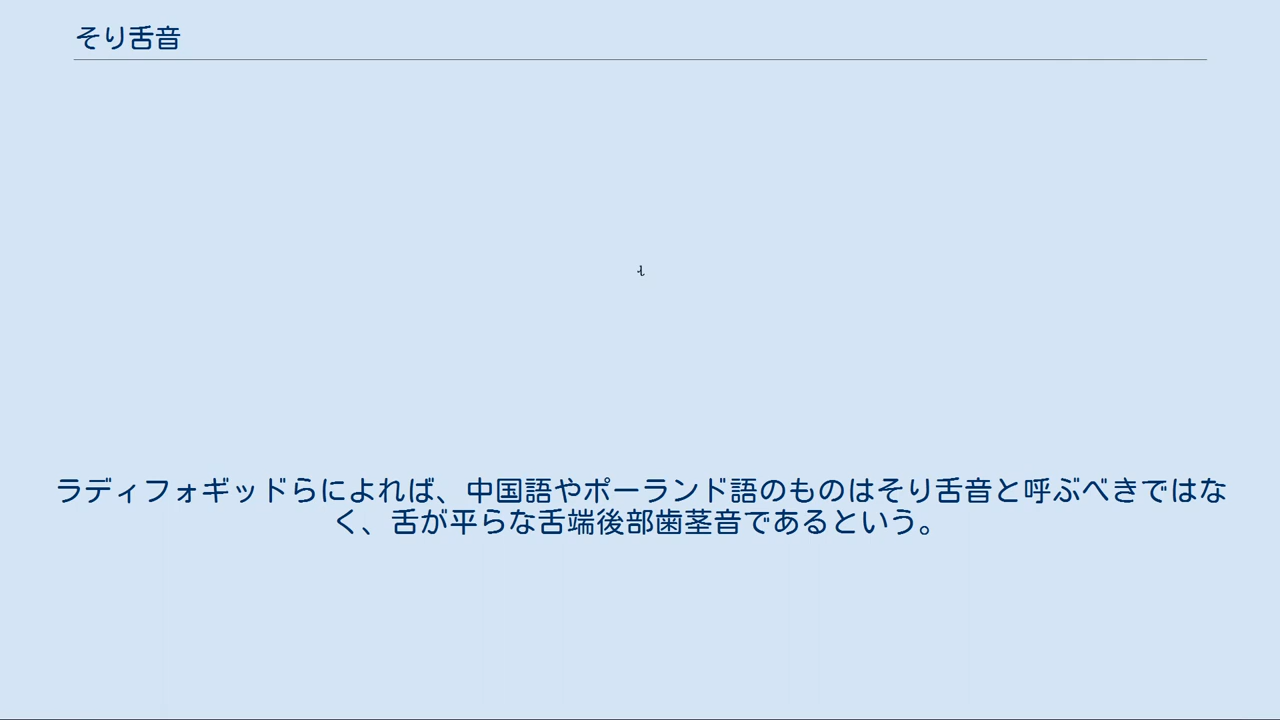 そり舌音
ɻ
ラディフォギッドらによれば、中国語やポーランド語のものはそり舌音と呼ぶべきではな
く、舌が平らな舌端後部歯茎音であるという。